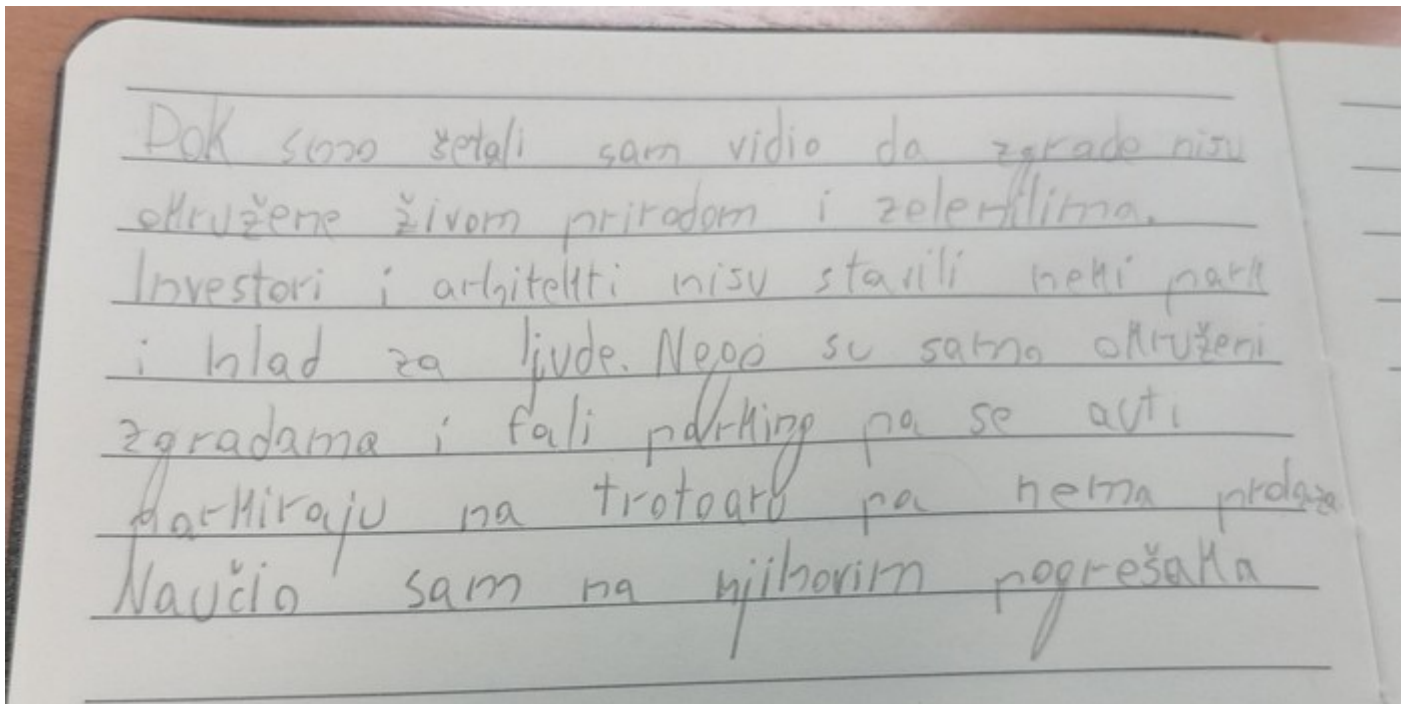 Dok smo šetali sam vidio da zgrade nisu
okružene živom prirodom i zelenilima.
Investori i arhitekti nisu stavili neki park
i hlad za ljude. Nego su samo okruženi
zgradama i fali parking pa se auti
parkiraju na trotoaru pa nema prolaza
Naučio sam na njihovim pogreška